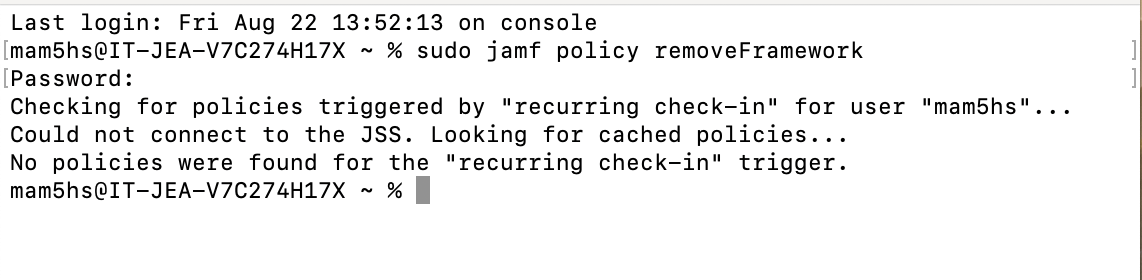 Last login: Fri Aug 22 13:52:13 on console
[mam5hs@IT-JEA-V7C274H17X ~ % sudo jamf policy removeFramework ]
[Password: ]
Checking for policies triggered by "recurring check-in" for user "mam5hs"...
Could not connect to the JSS. Looking for cached policies...
No policies were found for the "recurring check-in" trigger.
mam5hs@IT-JEA-V7C274H17X ~ %